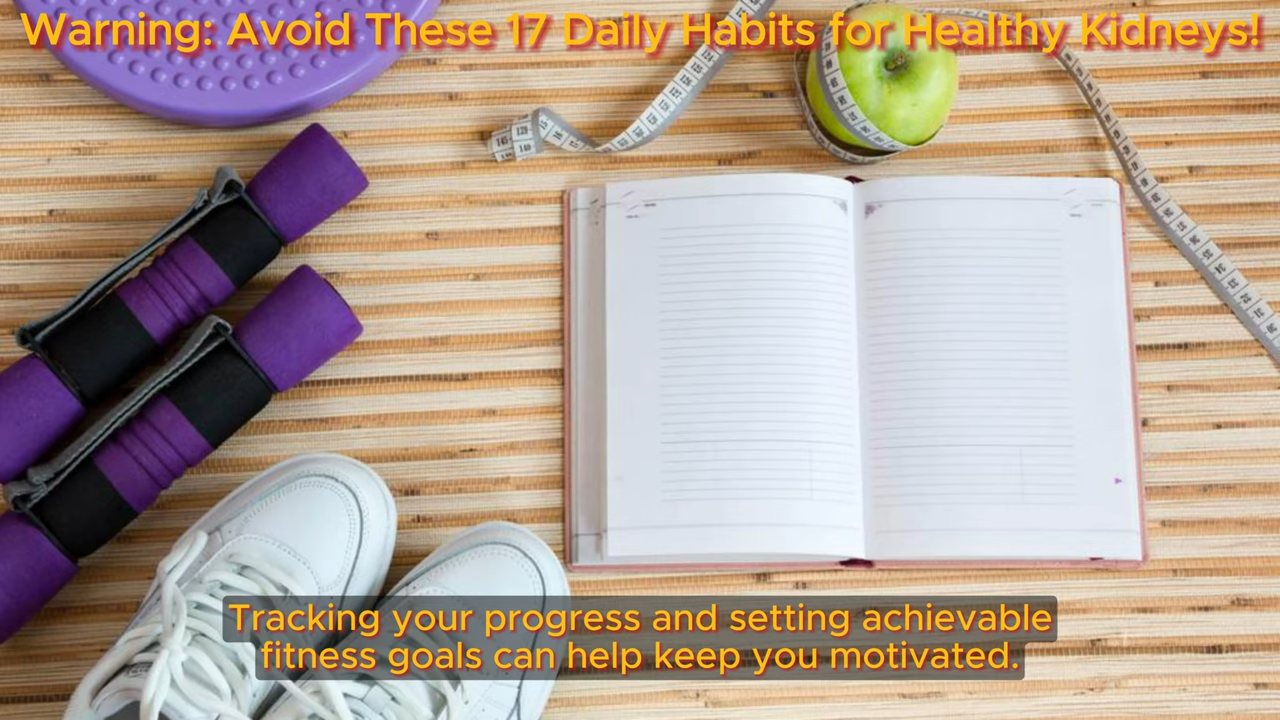 Warning: Avoid These 17 Daily Habits for Healthy Kidneys!
Tracking your progress and setting achievable
fitness goals can help keep you motivated.